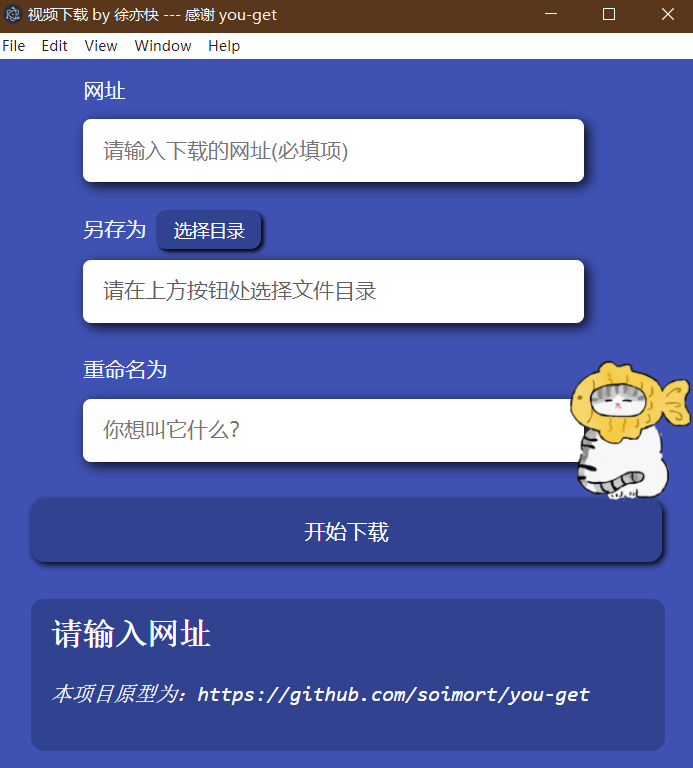 视频下载 by 徐亦快 --- 感谢 you-get
File Edit View Window Help
网址
请输入下载的网址(必填项)
另存为 选择目录
请在上方按钮处选择文件目录
重命名为
你想叫它什么?
开始下载
请输入网址
本项目原型为：https://github.com/soimort/you-get